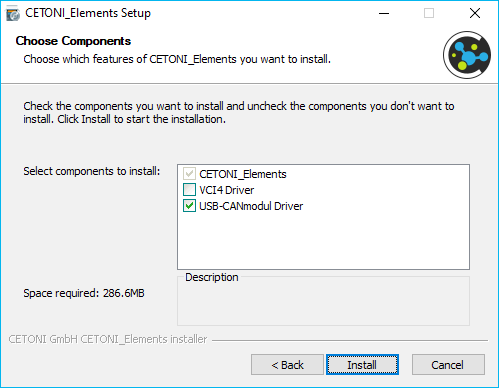 CETONI_Elements Setup
Choose Components
Choose which features of CETONI_Elements you want to install.
Check the components you want to install and uncheck the components you don't want to
install. Click Install to start the installation.
Select components to install:
CETONI_Elements
VCI4 Driver
USB-CANmodul Driver
Description
Space required: 286.6MB
CETONI GmbH CETONI_Elements installer
< Back
Install
Cancel